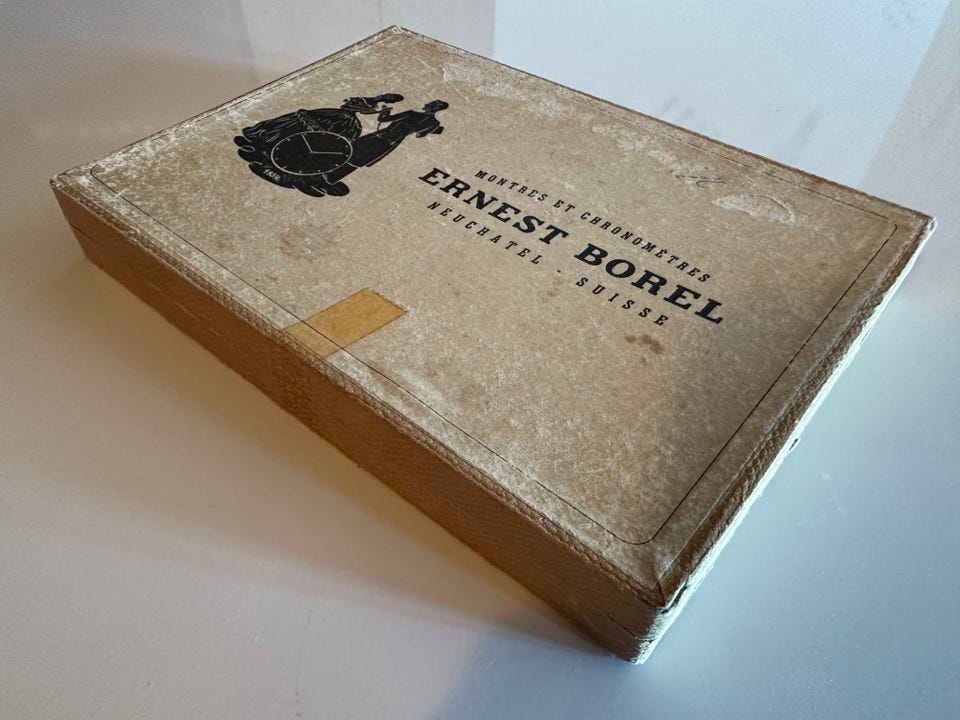 MONTRES ET CHRONOMÈTRES
ERNEST BOREL
NEUCHATEL · SUISSE